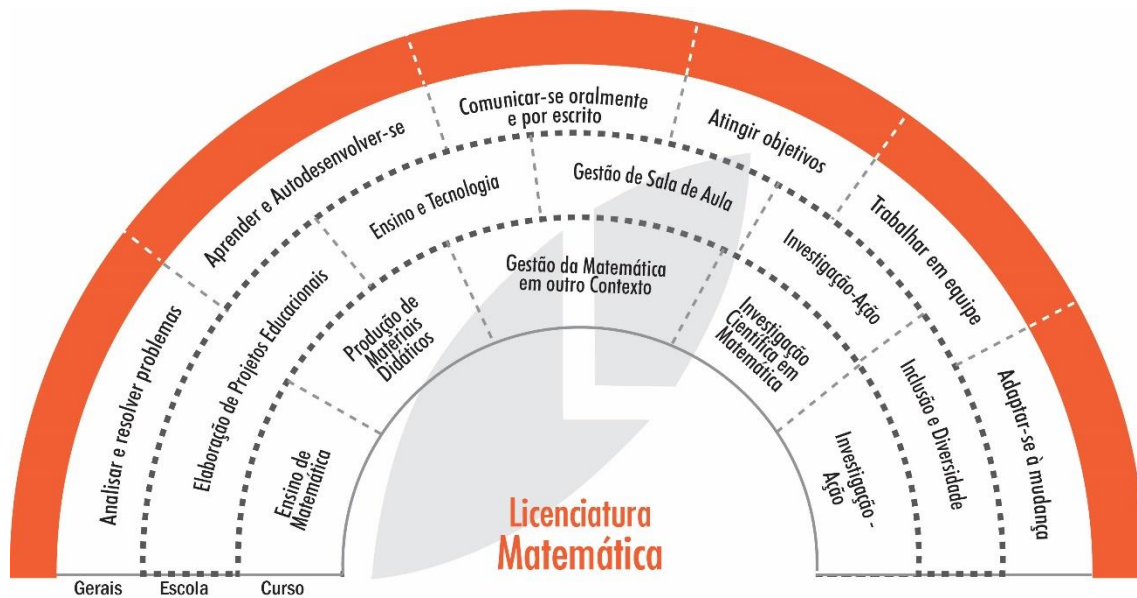 Analisar e resolver problemas
Aprender e Autodesenvolver-se
Comunicar-se oralmente
e por escrito
Atingir objetivos
Trabalhar em equipe
Adaptar-se à mudança
Elaboração de Projetos Educacionais
Ensino e Tecnologia
Gestão de Sala de Aula
Investigação-Ação
Inclusão e Diversidade
Ensino de
Matemática
Produção de
Materiais
Didáticos
Gestão da Matemática
em outro Contexto
Investigação
Científica em
Matemática
Investigação -
Ação
Licenciatura
Matemática
Gerais
Escola
Curso